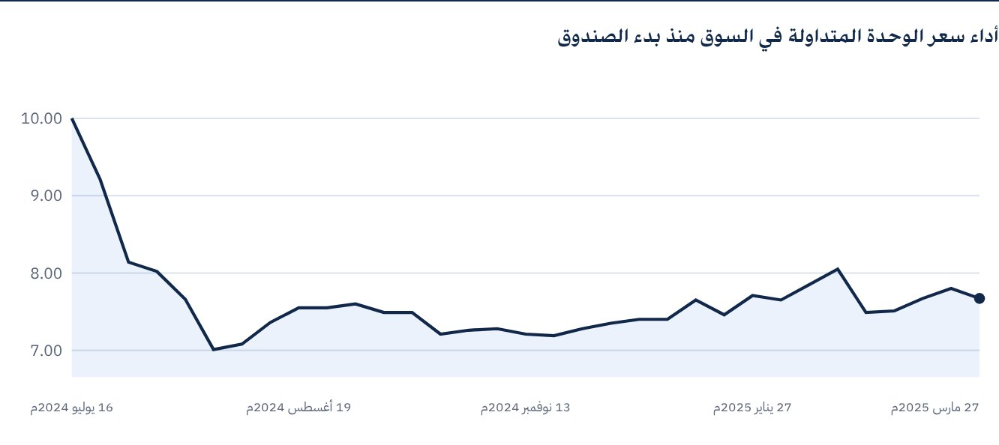 أداء سعر الوحدة المتداولة في السوق منذ بدء الصندوق
10.00
9.00
8.00
7.00
16 يوليو 2024م
19 أغسطس 2024م
13 نوفمبر 2024م
27 يناير 2025م
27 مارس 2025م